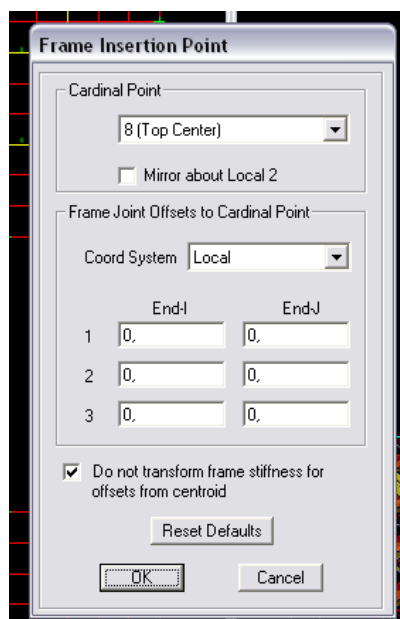 Frame Insertion Point
Cardinal Point
8 (Top Center)
Mirror about Local 2
Frame Joint Offsets to Cardinal Point
Coord System Local
End-I End-J
1 0, 0,
2 0, 0,
3 0, 0,
Do not transform frame stiffness for
offsets from centroid
Reset Defaults
OK Cancel